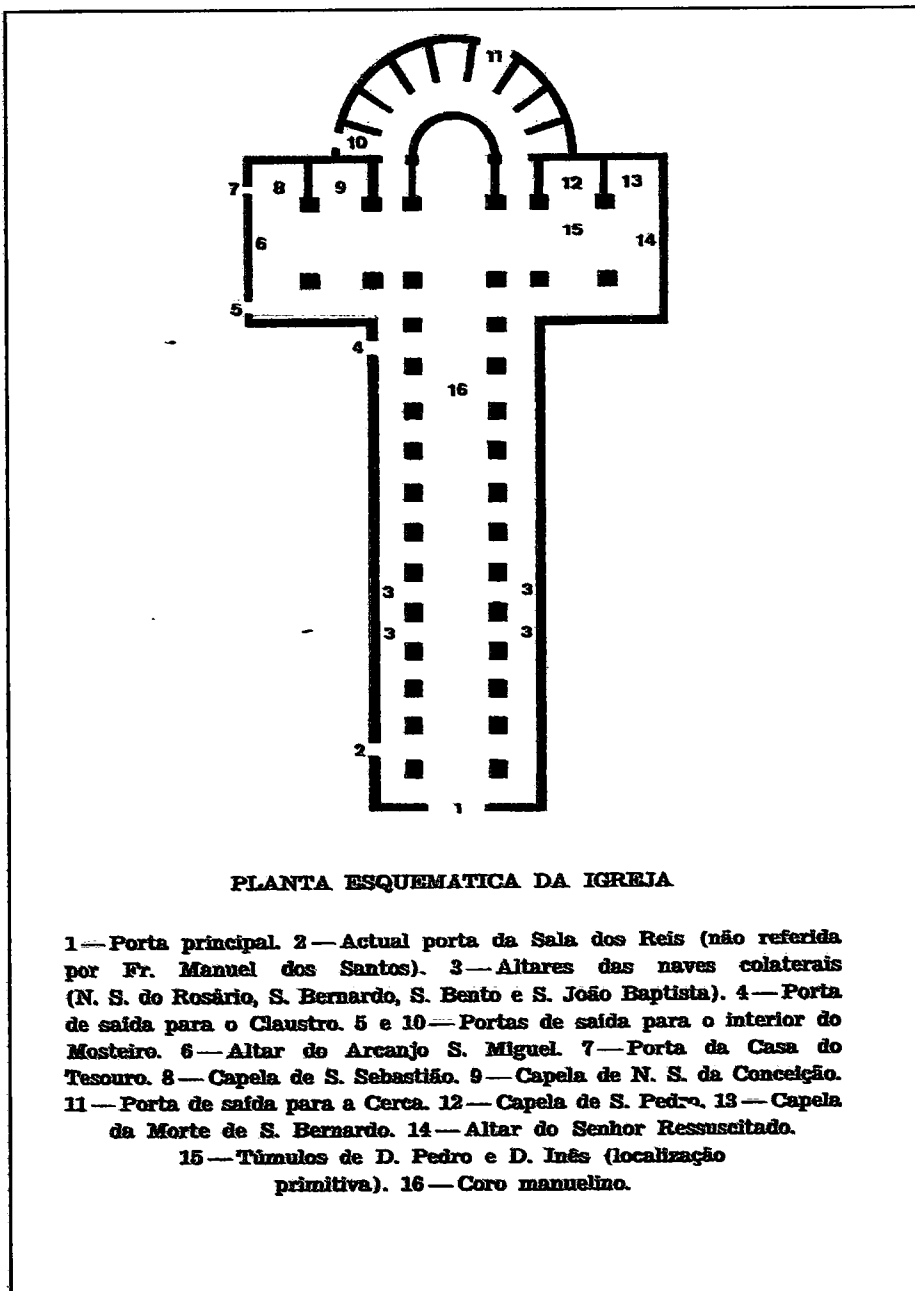 11
10
7
8
9
12
13
6
15
14
5
4
16
3
3
3
3
2
1
PLANTA ESQUEMATICA DA IGREJA
1—Porta principal. 2—Actual porta da Sala dos Reis (não referida
por Fr. Manuel dos Santos). 3—Altares das naves colaterais
(N. S. do Rosário, S. Bernardo, S. Bento e S. João Baptista). 4—Porta
de saída para o Claustro. 5 e 10—Portas de saída para o interior do
Mosteiro. 6—Altar do Arcanjo S. Miguel. 7—Porta da Casa do
Tesouro. 8—Capela de S. Sebastião. 9—Capela de N. S. da Conceição.
11—Porta de saída para a Cerca. 12—Capela de S. Pedro. 13—Capela
da Morte de S. Bernardo. 14—Altar do Senhor Ressuscitado.
15—Túmulos de D. Pedro e D. Inês (localização
primitiva). 16—Coro manuelino.